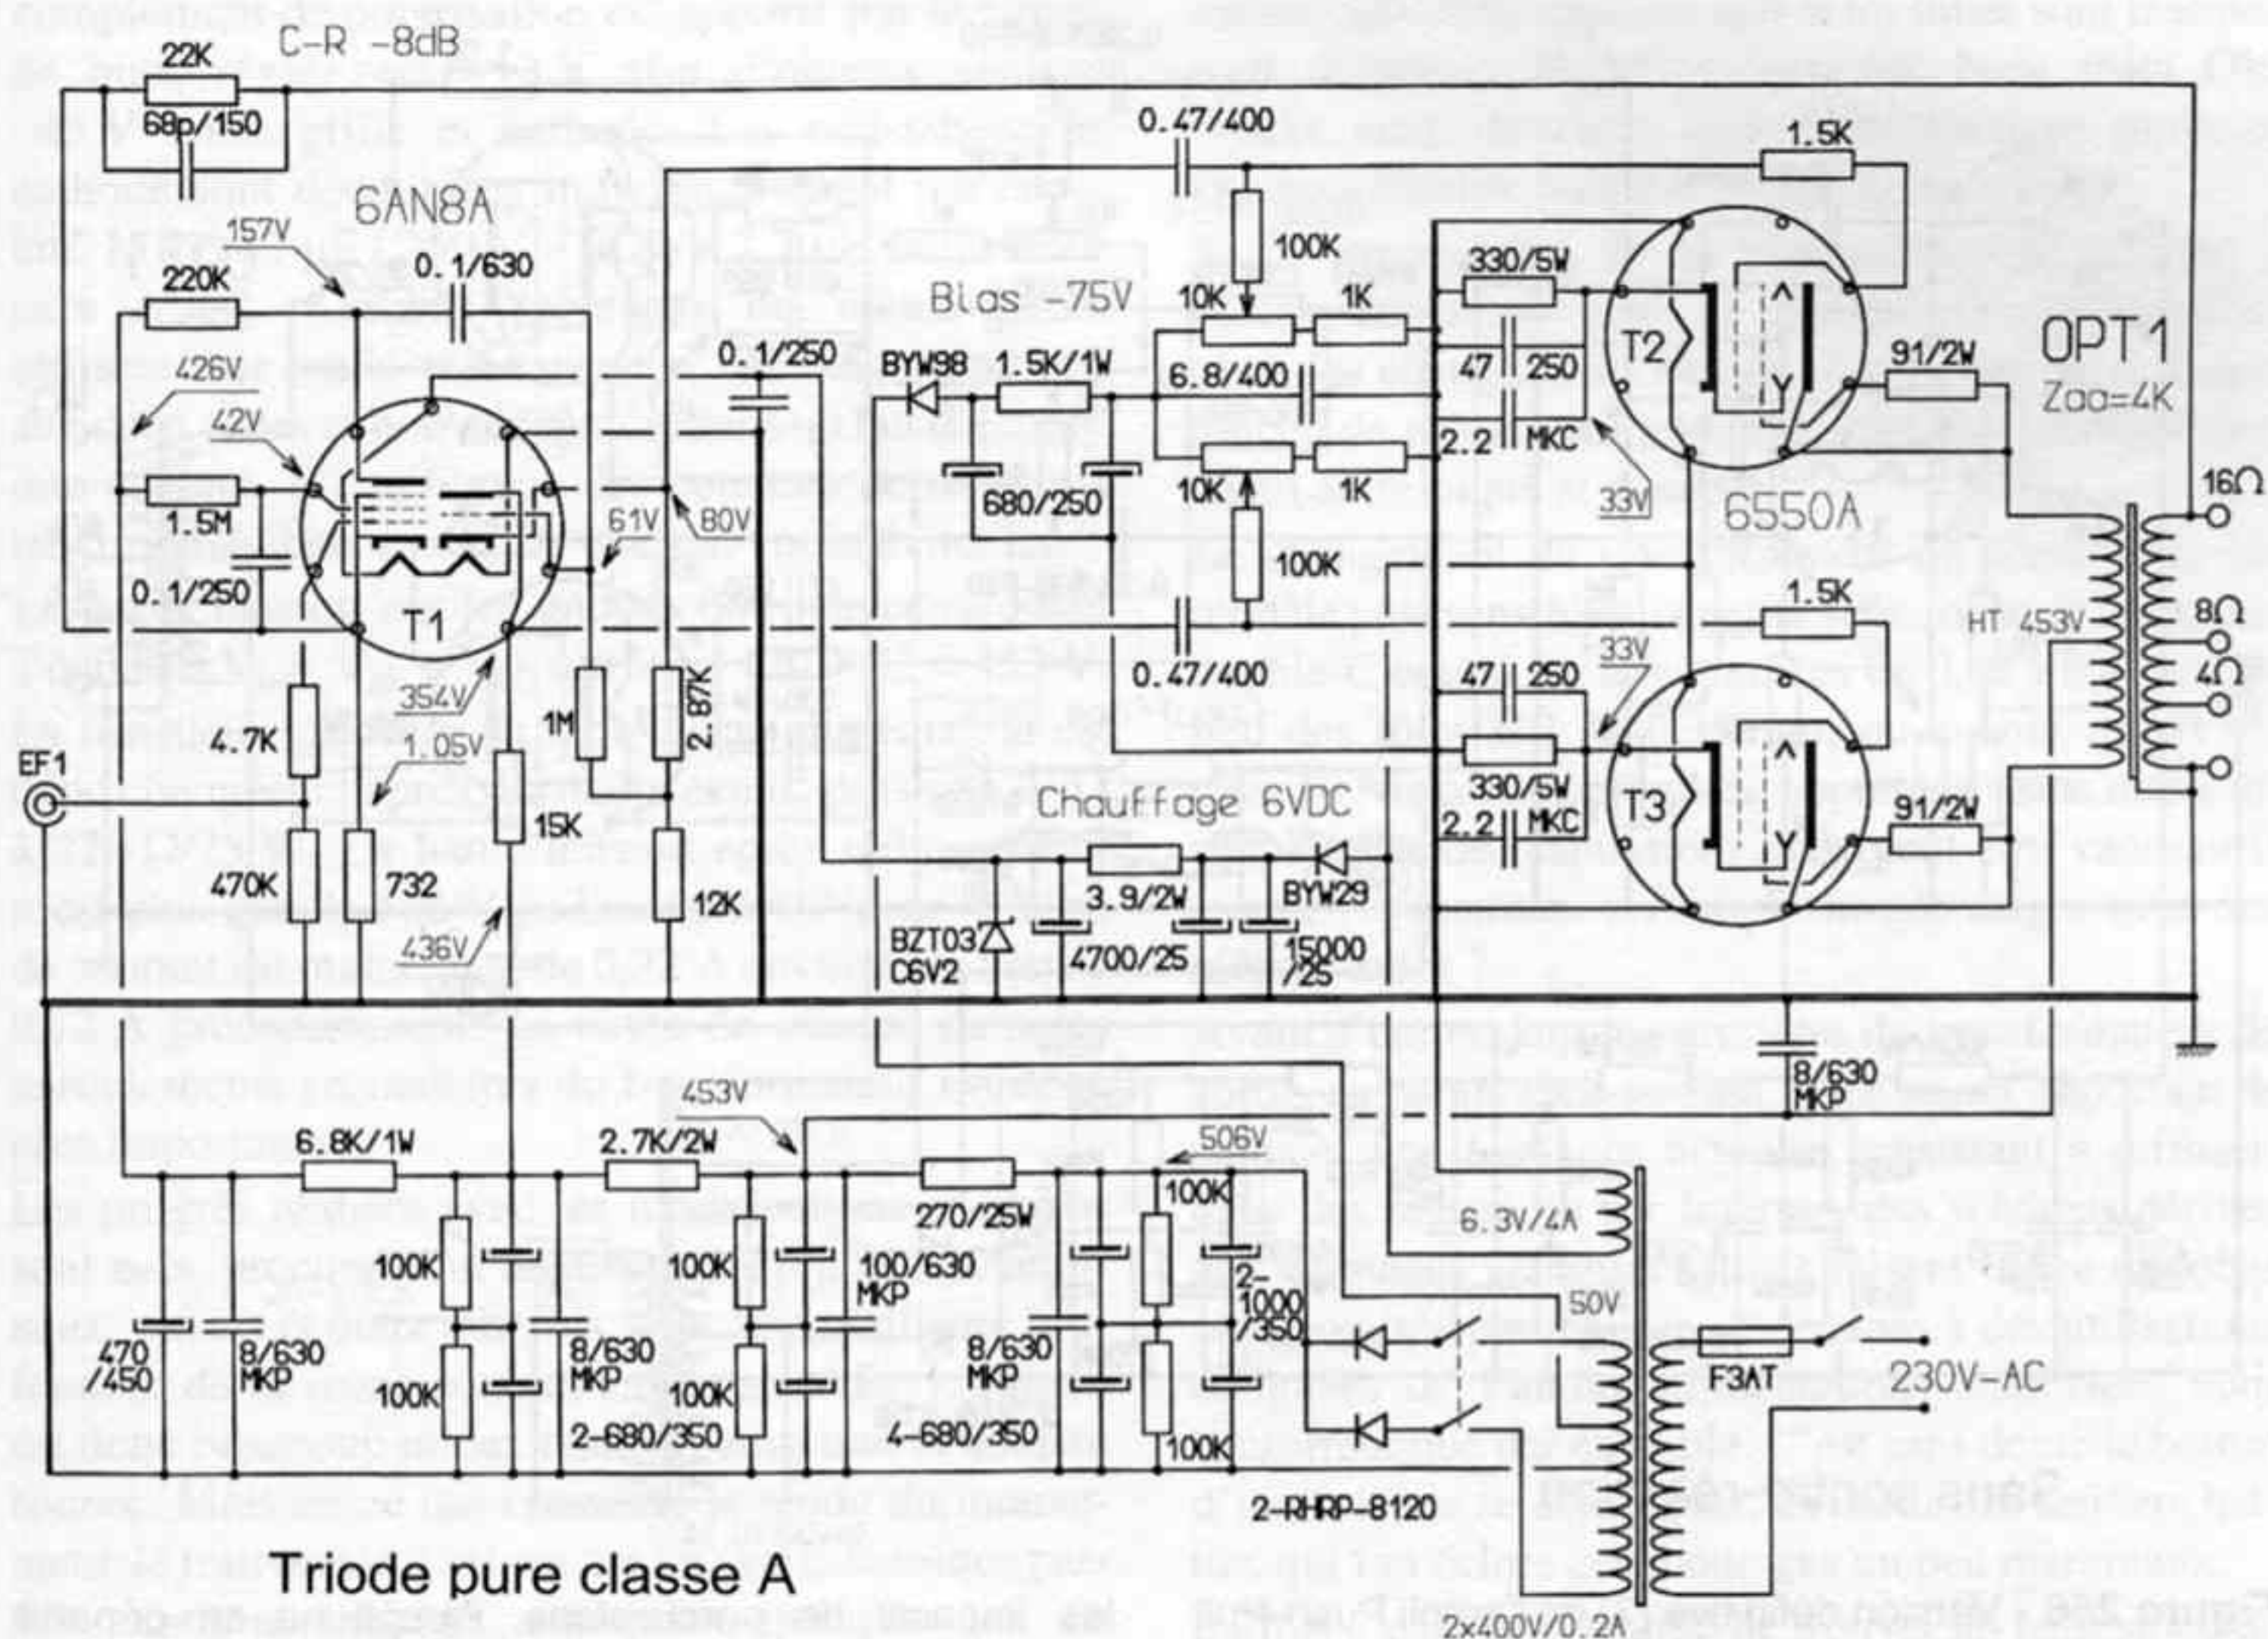 C-R -8dB
22K
68p/150
6AN8A
157V
220K
0.1/630
426V
42V
1.5M
0.1/250
T1
61V
80V
354V
4.7K
1.05V
1M
2.87K
EF1
15K
470K
732
12K
436V
0.1/250
0.47/400
1.5K
100K
Bias -75V
10K
1K
330/5W
BYW98
1.5K/1W
6.8/400
47
250
T2
91/2W
OPT1
Zaa=4K
2.2
MKC
680/250
10K
1K
33V
6550A
16Ω
100K
1.5K
8Ω
HT 453V
0.47/400
47
250
33V
4Ω
Chauffage 6VDC
330/5W
2.2
MKC
T3
91/2W
3.9/2W
BYW29
BZT03
C6V2
4700/25
15000
/25
8/630
MKP
453V
506V
6.8K/1W
2.7K/2W
270/25W
100K
6.3V/4A
100K
100K
100/630
MKP
2-
1000
/350
50V
470
/450
8/630
MKP
100K
8/630
MKP
100K
8/630
MKP
F3AT
230V-AC
2-680/350
4-680/350
100K
2-RHRP-8120
Triode pure classe A
2x400V/0.2A